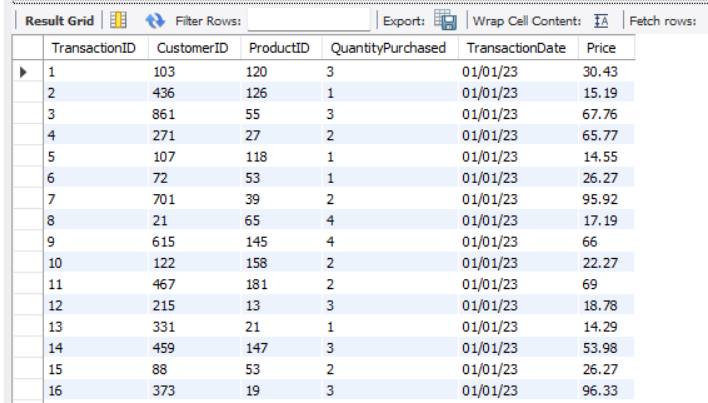 Result Grid Filter Rows: Export: Wrap Cell Content: IA Fetch rows:
TransactionID CustomerID ProductID QuantityPurchased TransactionDate Price
1 103 120 3 01/01/23 30.43
2 436 126 1 01/01/23 15.19
3 861 55 3 01/01/23 67.76
4 271 27 2 01/01/23 65.77
5 107 118 1 01/01/23 14.55
6 72 53 1 01/01/23 26.27
7 701 39 2 01/01/23 95.92
8 21 65 4 01/01/23 17.19
9 615 145 4 01/01/23 66
10 122 158 2 01/01/23 22.27
11 467 181 2 01/01/23 69
12 215 13 3 01/01/23 18.78
13 331 21 1 01/01/23 14.29
14 459 147 3 01/01/23 53.98
15 88 53 2 01/01/23 26.27
16 373 19 3 01/01/23 96.33